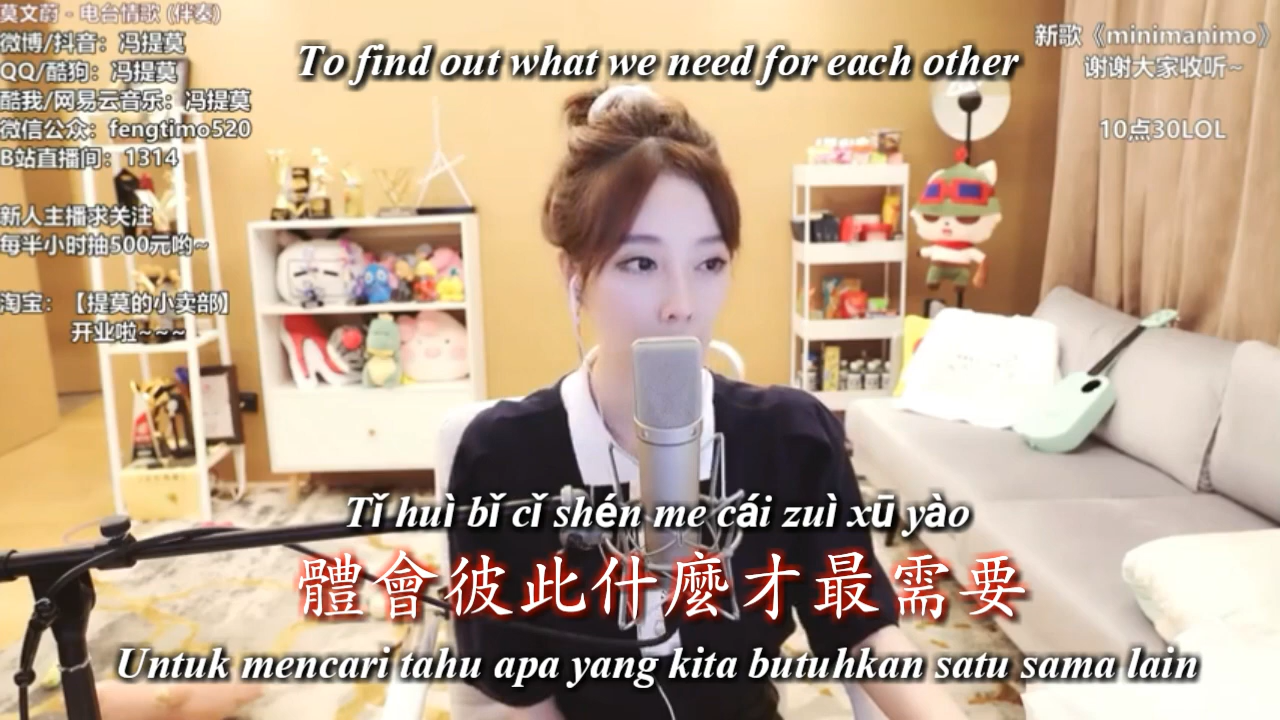 莫文蔚 - 电台情歌 (伴奏)
微博/抖音：冯提莫
QQ/酷狗：冯提莫
酷我/网易云音乐：冯提莫
微信公众：fengtimo520
B站直播间：1314
新人主播求关注
每半小时抽500元哟~
淘宝：【提莫的小卖部】
开业啦~~~
新歌《minimanimo》
谢谢大家收听~
10点30LOL
To find out what we need for each other
Tǐ huì bǐ cǐ shén me cái zuì xū yào
體會彼此什麼才最需要
Untuk mencari tahu apa yang kita butuhkan satu sama lain